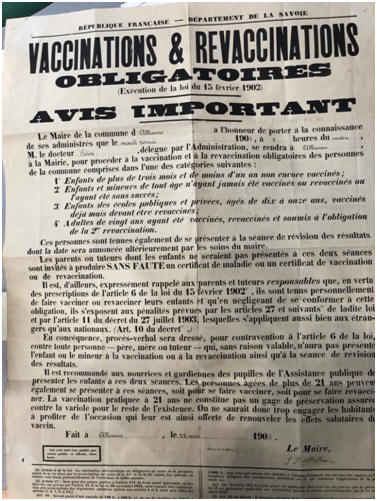 RÉPUBLIQUE FRANÇAISE — DÉPARTEMENT DE LA SAVOIE
VACCINATIONS & REVACCINATIONS
OBLIGATOIRES
(Exécution de la loi du 15 février 1902)
AVIS IMPORTANT
Le Maire de la commune d a l'honneur de porter à la connaissance
de ses administrés que le 190 , à heures du
M. le docteur , délégué par l'Administration, se rendra à
à la Mairie, pour procéder à la vaccination et à la revaccination obligatoires des personnes
de la commune comprises dans l'une des catégories suivantes :
1° Enfants de plus de trois mois et de moins d'un an non encore vaccinés ;
2° Enfants et mineurs de tout âge n'ayant jamais été vaccinés ou revaccinés ou
l'ayant été sans succès ;
3° Enfants des écoles publiques et privées, âgés de dix à onze ans, vaccinés
déjà mais devant être revaccinés ;
4° Adultes de vingt ans ayant été vaccinés, revaccinés et soumis à l'obligation
de la 2e revaccination.
Ces personnes sont tenues également de se présenter à la séance de révision des résultats
dont la date sera annoncée ultérieurement par les soins du maire.
Les parents ou tuteurs dont les enfants ne seraient pas présentés à ces deux séances
sont invités à produire SANS FAUTE un certificat de maladie ou un certificat de vaccination
ou de revaccination.
Il est, d'ailleurs, expressément rappelé aux parents et tuteurs responsables que, en vertu
des prescriptions de l'article 6 de la loi du 15 février 1902, ils sont tenus personnellement
de faire vacciner ou revacciner leurs enfants et qu'en négligeant de se conformer à cette
obligation, ils s'exposent aux pénalités prévues par les articles 27 et suivants de ladite loi
et par l'article 11 du décret du 27 juillet 1903, lesquelles s'appliquent aussi bien aux étran-
gers qu'aux nationaux. (Art. 10 du décret.)
En conséquence, procès-verbal sera dressé, pour contravention à l'article 6 de la loi,
contre toute personne — père, mère ou tuteur — qui, sans raison valable, n'aura pas présenté
l'enfant ou le mineur à la vaccination ou à la revaccination ainsi qu'à la séance de révision
des résultats.
Il est recommandé aux nourrices et gardiennes des pupilles de l'Assistance publique de
présenter les enfants à ces deux séances. Les personnes âgées de plus de 21 ans peuvent
également se présenter à ces séances, soit pour se faire vacciner, soit pour se faire revacci-
ner. La vaccination pratiquée à 21 ans ne constitue pas un gage de préservation assurée
contre la variole pour le reste de l'existence. On ne saurait donc trop engager les habitants
à profiter de l'occasion qui leur est ainsi offerte de renouveler les effets salutaires du
vaccin.
Fait à , le 190
Le Maire,